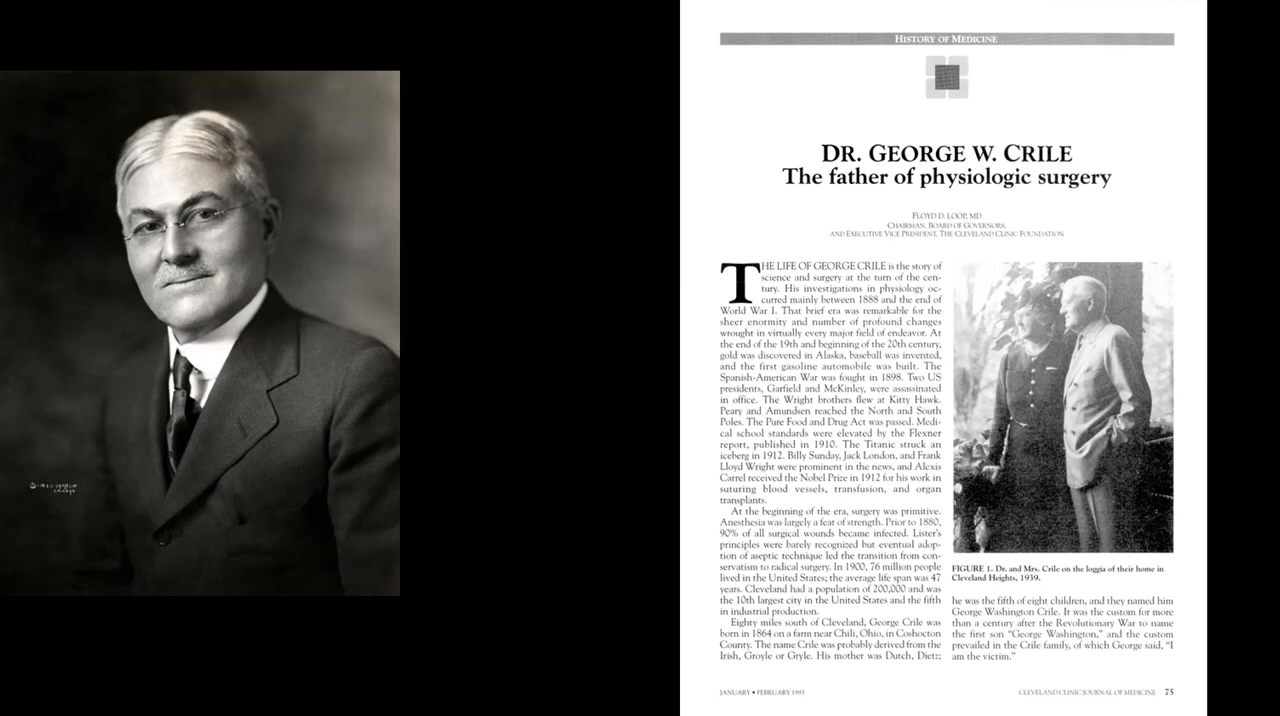 HISTORY OF MEDICINE
DR. GEORGE W. CRILE
The father of physiologic surgery
FLOYD D. LOOP, MD
CHAIRMAN, BOARD OF GOVERNORS,
AND EXECUTIVE VICE PRESIDENT, THE CLEVELAND CLINIC FOUNDATION
THE LIFE OF GEORGE CRILE is the story of
science and surgery at the turn of the cen-
tury. His investigations in physiology oc-
curred mainly between 1888 and the end of
World War I. That brief era was remarkable for the
sheer enormity and number of profound changes
wrought in virtually every major field of endeavor. At
the end of the 19th and beginning of the 20th century,
gold was discovered in Alaska, baseball was invented,
and the first gasoline automobile was built. The
Spanish-American War was fought in 1898. Two US
presidents, Garfield and McKinley, were assassinated
in office. The Wright brothers flew at Kitty Hawk.
Peary and Amundsen reached the North and South
Poles. The Pure Food and Drug Act was passed. Medi-
cal school standards were elevated by the Flexner
report, published in 1910. The Titanic struck an
iceberg in 1912. Billy Sunday, Jack London, and Frank
Lloyd Wright were prominent in the news, and Alexis
Carrel received the Nobel Prize in 1912 for his work in
suturing blood vessels, transfusion, and organ
transplants.
At the beginning of the era, surgery was primitive.
Anesthesia was largely a feat of strength. Prior to 1880,
90% of all surgical wounds became infected. Lister's
principles were barely recognized but eventual adop-
tion of aseptic technique led the transition from con-
servatism to radical surgery. In 1900, 76 million people
lived in the United States; the average life span was 47
years. Cleveland had a population of 200,000 and was
the 10th largest city in the United States and the fifth
in industrial production.
Eighty miles south of Cleveland, George Crile was
born in 1864 on a farm near Chili, Ohio, in Coshocton
County. The name Crile was probably derived from the
Irish, Groyle or Gryle. His mother was Dutch, Dietz;
FIGURE 1. Dr. and Mrs. Crile on the loggia of their home in
Cleveland Heights, 1939.
he was the fifth of eight children, and they named him
George Washington Crile. It was the custom for more
than a century after the Revolutionary War to name
the first son "George Washington," and the custom
prevailed in the Crile family, of which George said, "I
am the victim."
JANUARY • FEBRUARY 1993
CLEVELAND CLINIC JOURNAL OF MEDICINE 75